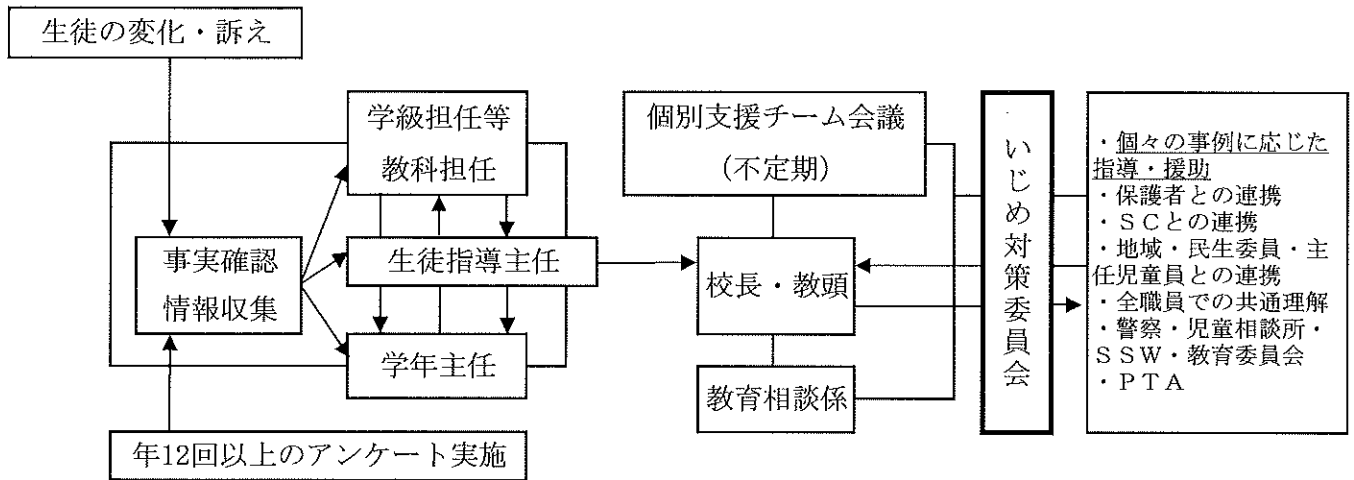 生徒の変化・訴え
学級担任等
教科担任
事実確認
情報収集
生徒指導主任
学年主任
年12回以上のアンケート実施
個別支援チーム会議
(不定期)
校長・教頭
教育相談係
いじめ対策委員会
・個々の事例に応じた
指導・援助
・保護者との連携
・ＳＣとの連携
・地域・民生委員・主
任児童員との連携
・全職員での共通理解
・警察・児童相談所・
ＳＳＷ・教育委員会
・ＰＴＡ